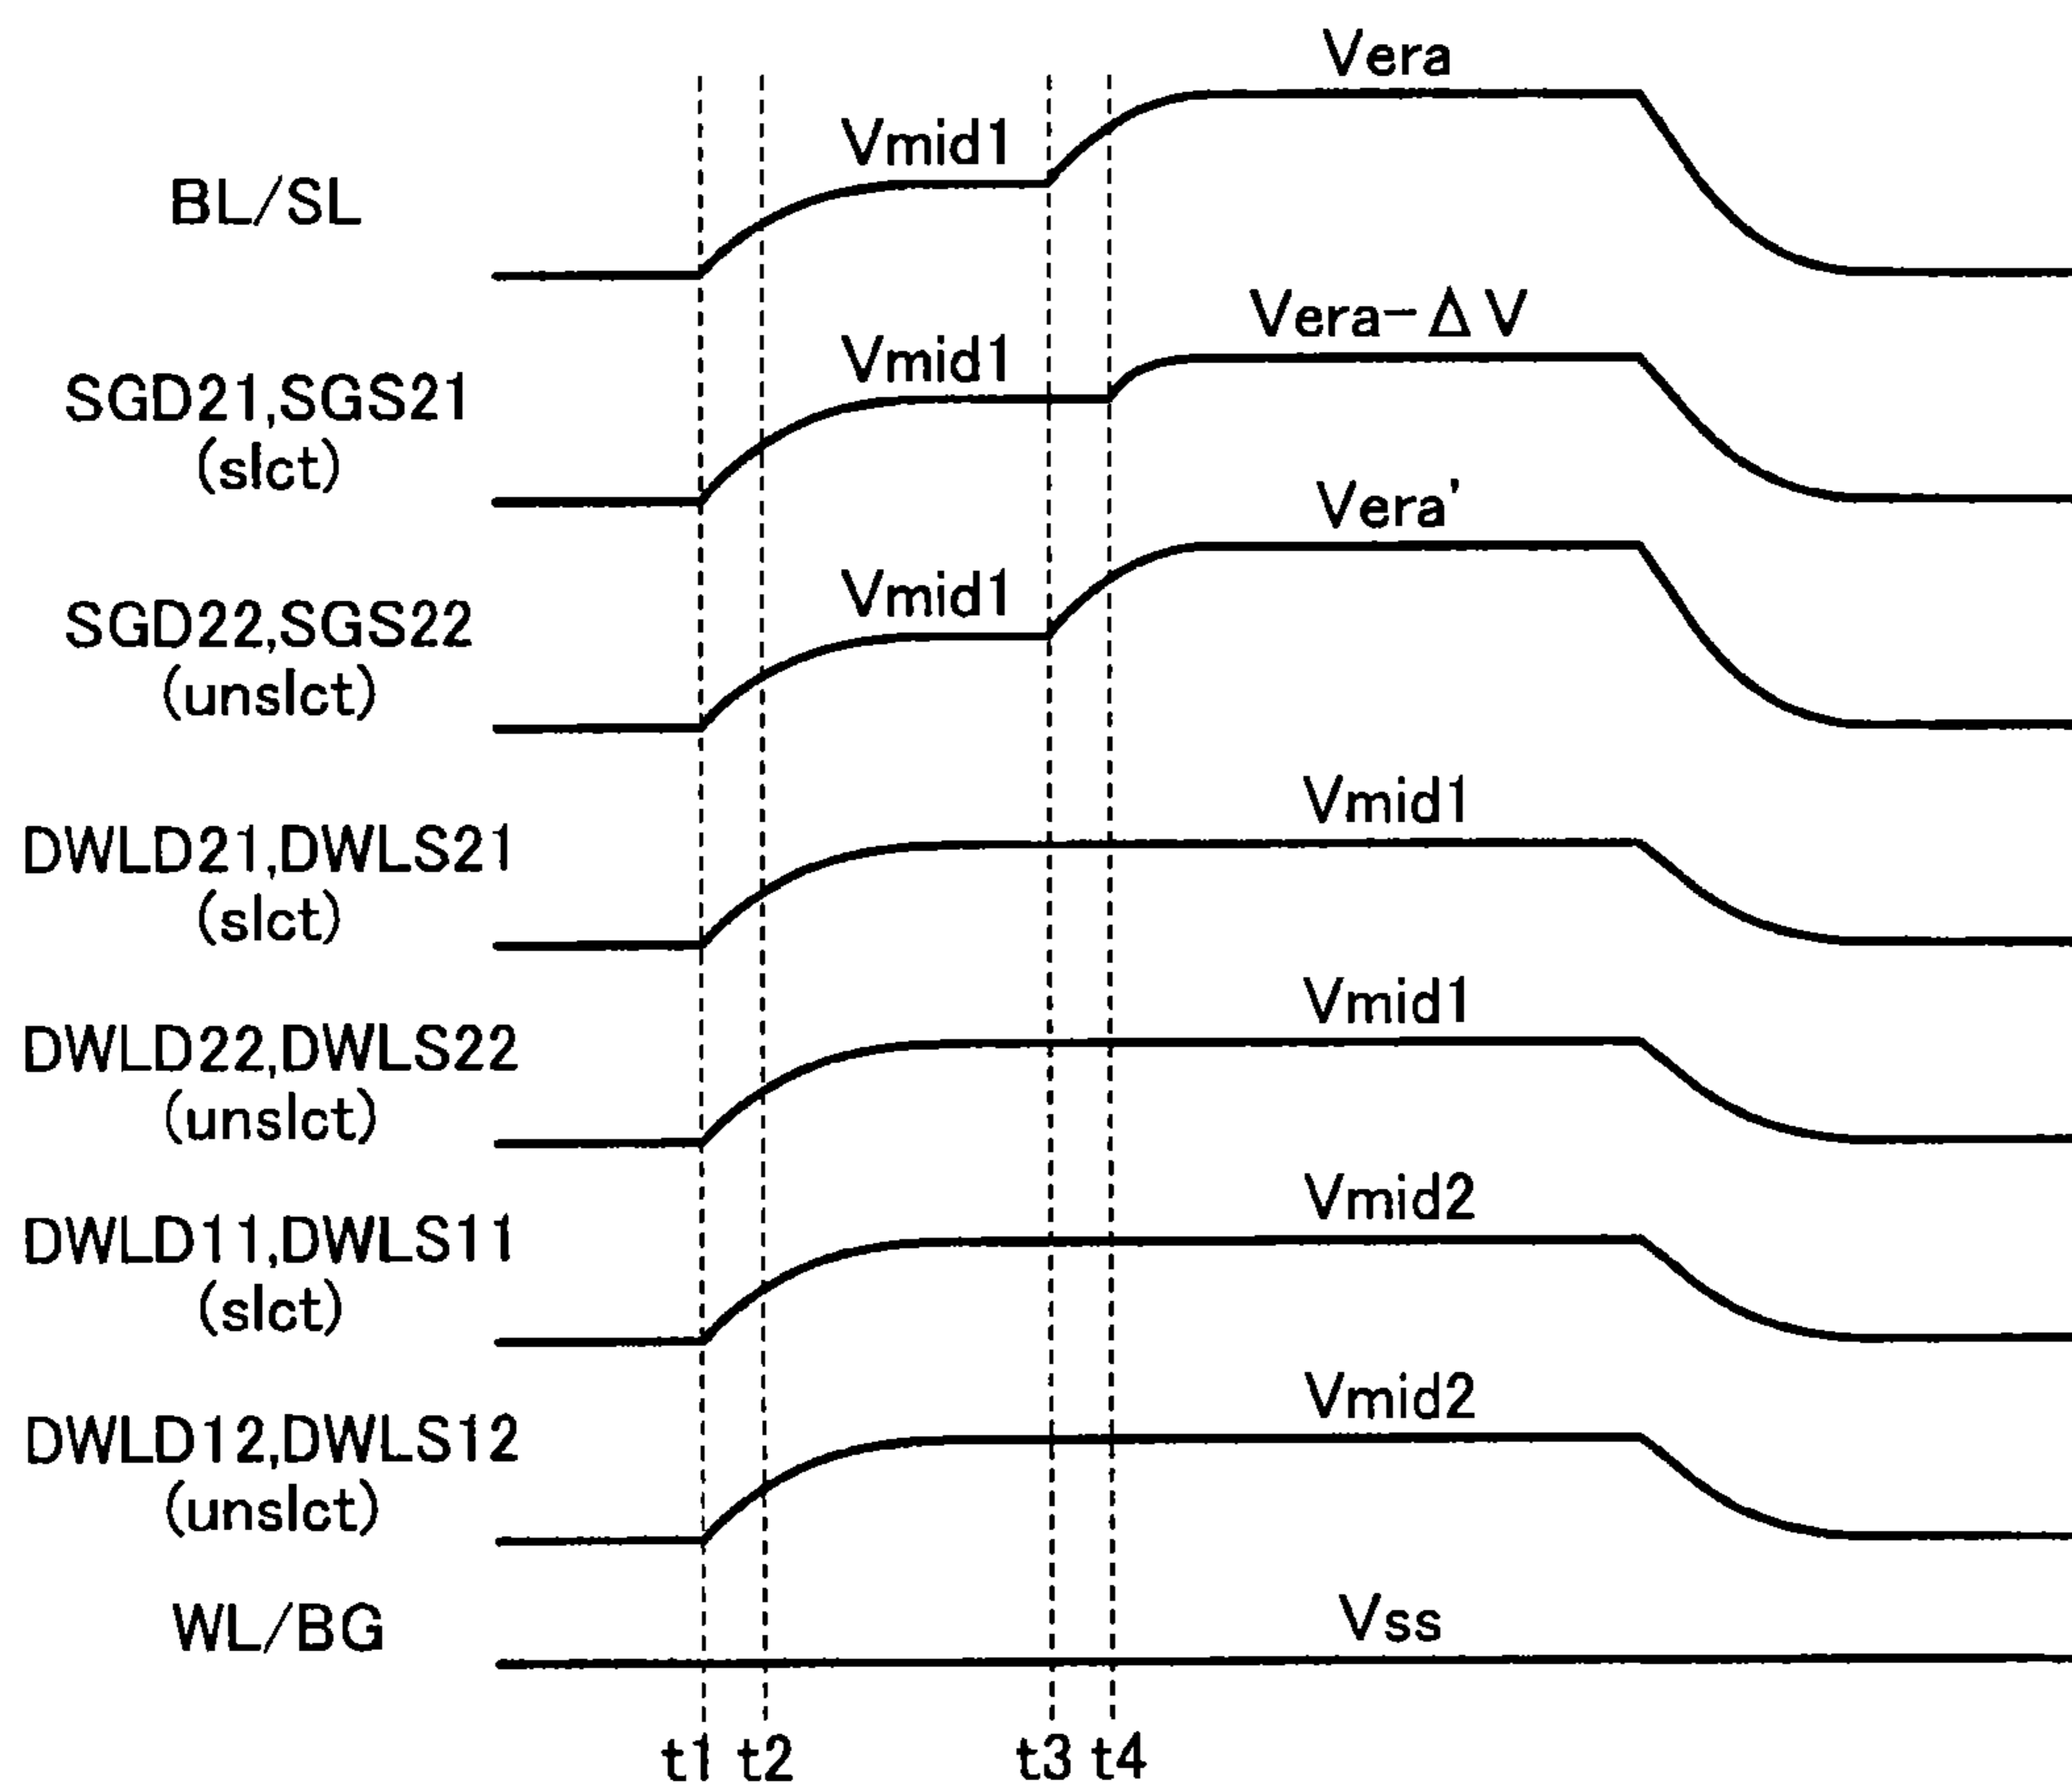 Vera
Vmid1
BL/SL
Vera-ΔV
Vmid1
SGD21,SGS21
(slct)
Vera'
Vmid1
SGD22,SGS22
(unslct)
Vmid1
DWLD21,DWLS21
(slct)
Vmid1
DWLD22,DWLS22
(unslct)
Vmid2
DWLD11,DWLS11
(slct)
Vmid2
DWLD12,DWLS12
(unslct)
Vss
WL/BG
t1 t2 t3 t4